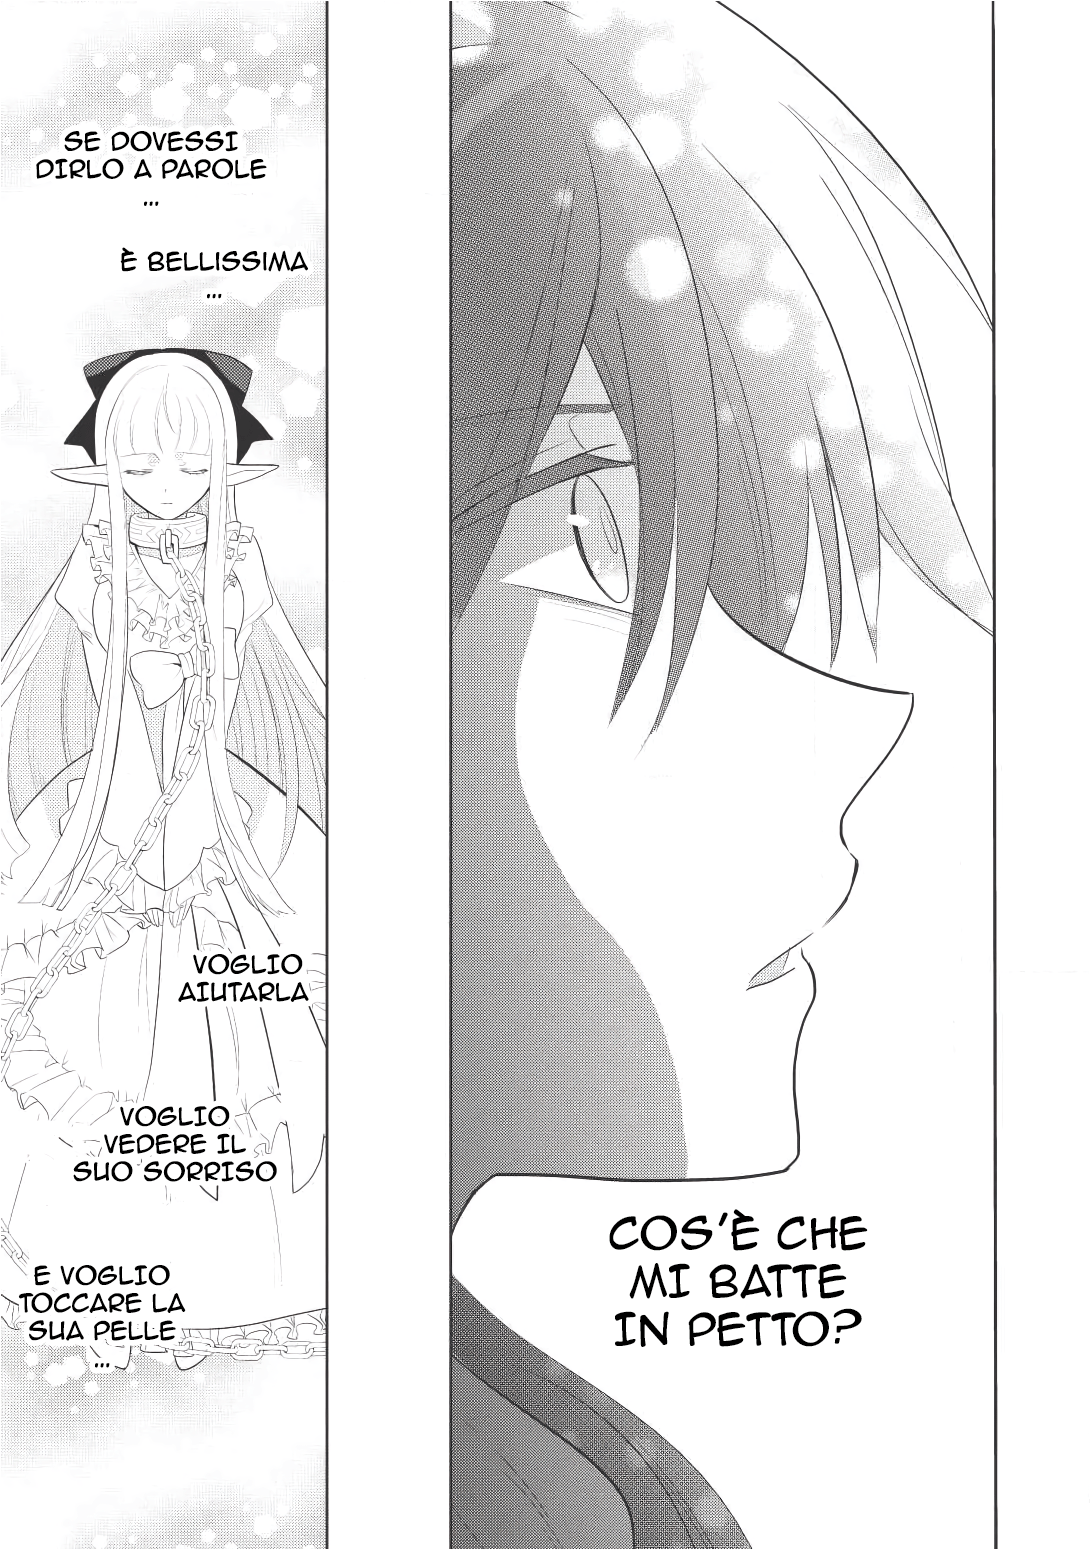 COS'È CHE
MI BATTE
IN PETTO?
SE DOVESSI
DIRLO A PAROLE
...
È BELLISSIMA
...
VOGLIO
AIUTARLA
VOGLIO
VEDERE IL
SUO SORRISO
E VOGLIO
TOCCARE LA
SUA PELLE
...